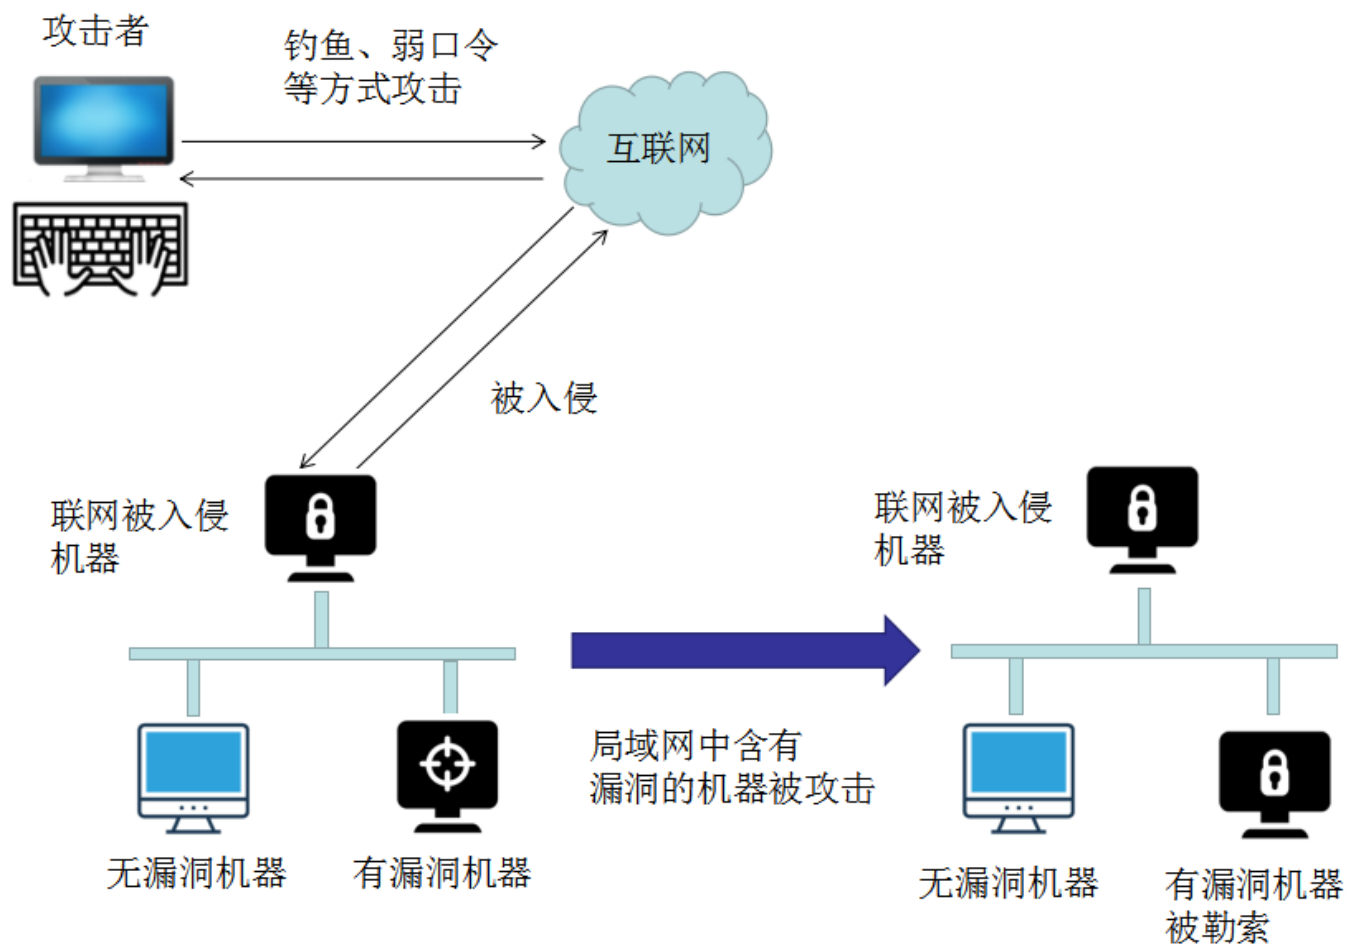 攻击者
钓鱼、弱口令
等方式攻击
互联网
被入侵
联网被入侵
机器
联网被入侵
机器
局域网中含有
漏洞的机器被攻击
无漏洞机器
有漏洞机器
无漏洞机器
有漏洞机器
被勒索